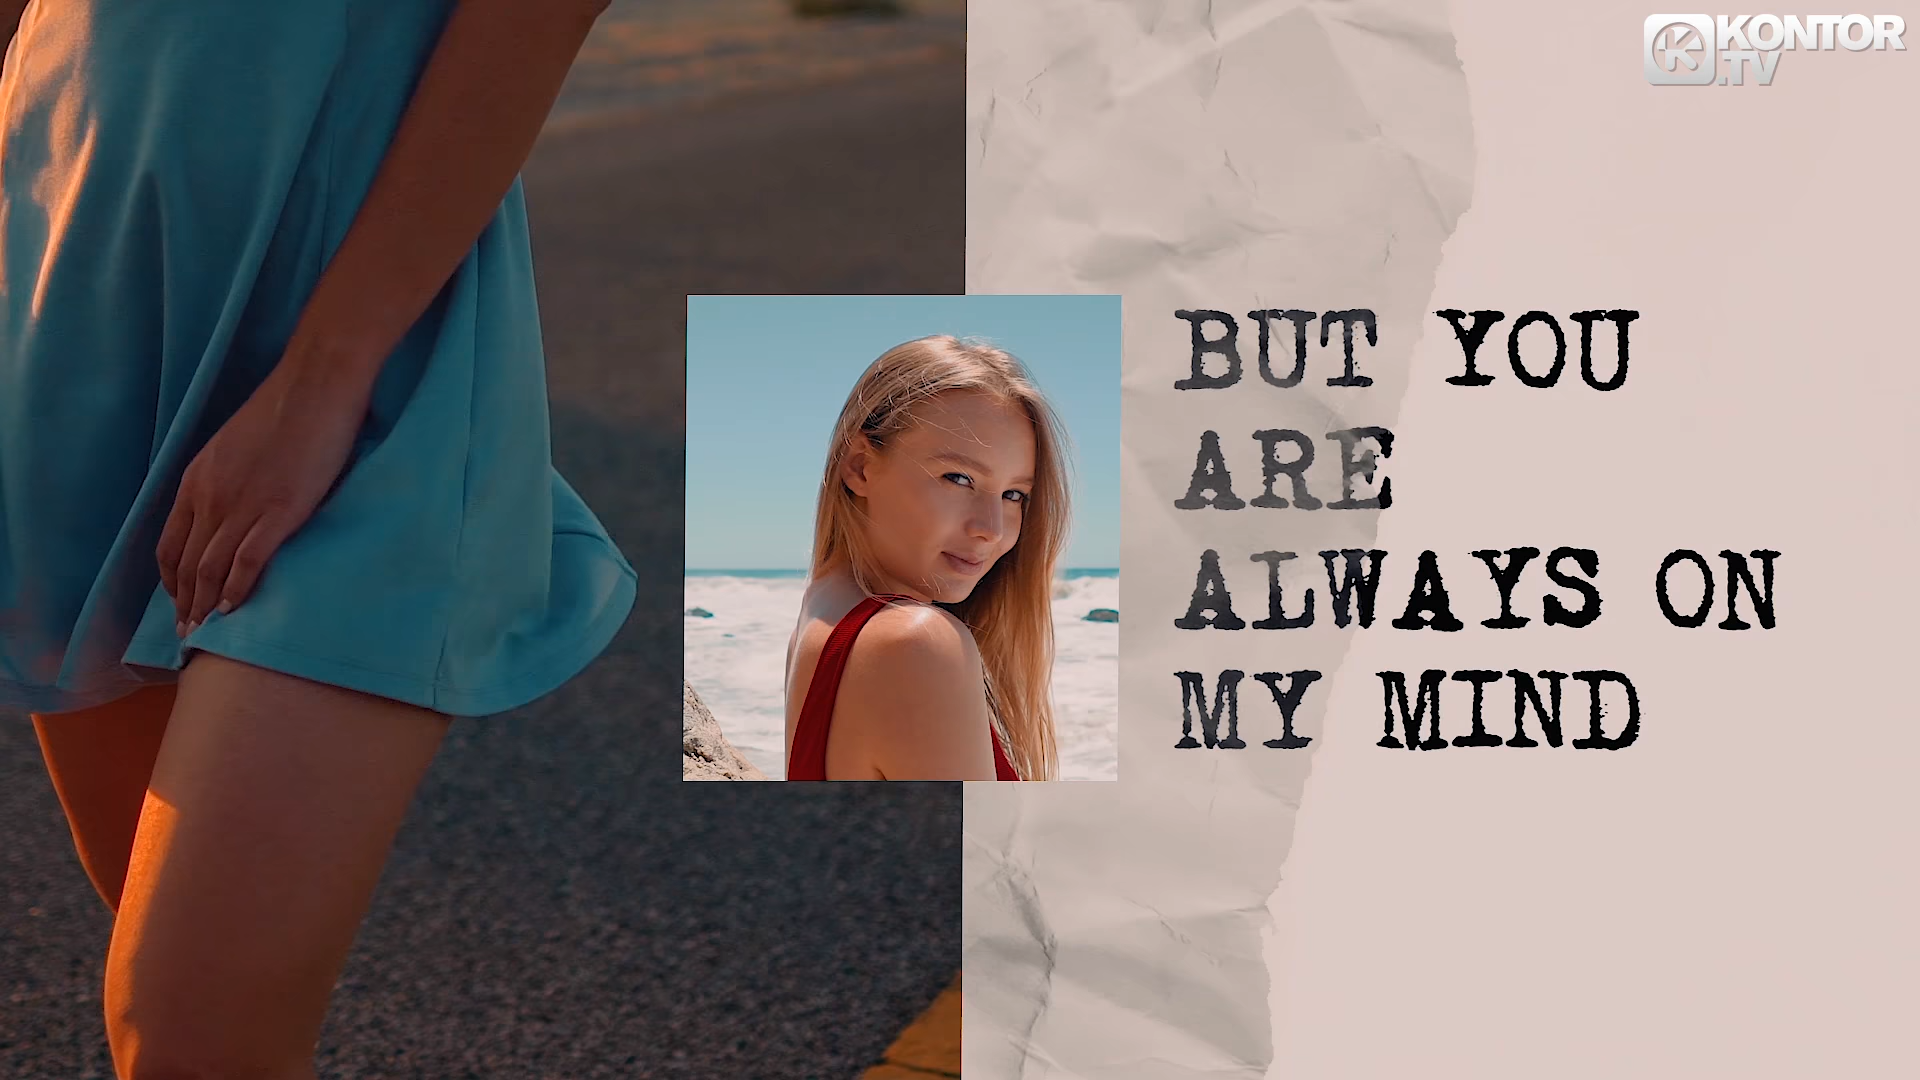 KONTOR
.TV
BUT YOU
ARE
ALWAYS ON
MY MIND